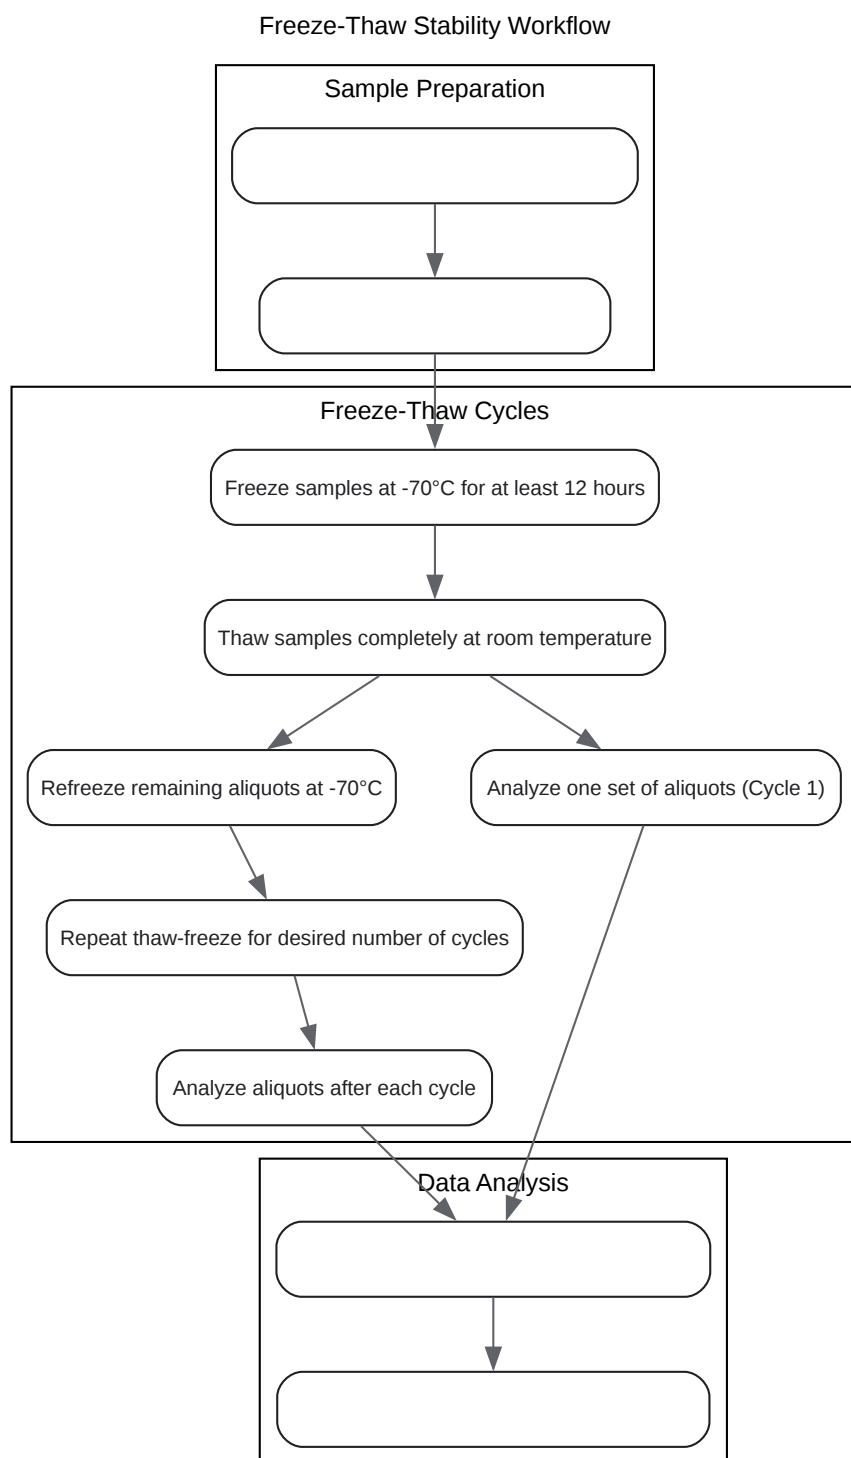 Freeze-Thaw Stability Workflow
Sample Preparation
Freeze-Thaw Cycles
Freeze samples at -70°C for at least 12 hours
Thaw samples completely at room temperature
Refreeze remaining aliquots at -70°C
Analyze one set of aliquots (Cycle 1)
Repeat thaw-freeze for desired number of cycles
Analyze aliquots after each cycle
Data Analysis